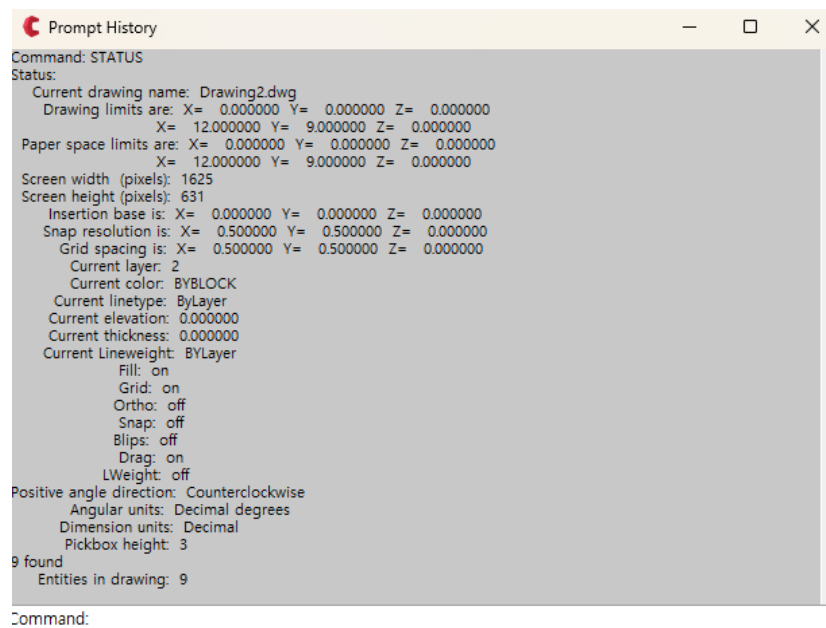 Prompt History
Command: STATUS
Status:
Current drawing name: Drawing2.dwg
Drawing limits are: X= 0.000000 Y= 0.000000 Z= 0.000000
X= 12.000000 Y= 9.000000 Z= 0.000000
Paper space limits are: X= 0.000000 Y= 0.000000 Z= 0.000000
X= 12.000000 Y= 9.000000 Z= 0.000000
Screen width (pixels): 1625
Screen height (pixels): 631
Insertion base is: X= 0.000000 Y= 0.000000 Z= 0.000000
Snap resolution is: X= 0.500000 Y= 0.500000 Z= 0.000000
Grid spacing is: X= 0.500000 Y= 0.500000 Z= 0.000000
Current layer: 2
Current color: BYBLOCK
Current linetype: ByLayer
Current elevation: 0.000000
Current thickness: 0.000000
Current Lineweight: BYLayer
Fill: on
Grid: on
Ortho: off
Snap: off
Blips: off
Drag: on
LWeight: off
Positive angle direction: Counterclockwise
Angular units: Decimal degrees
Dimension units: Decimal
Pickbox height: 3
9 found
Entities in drawing: 9
Command: